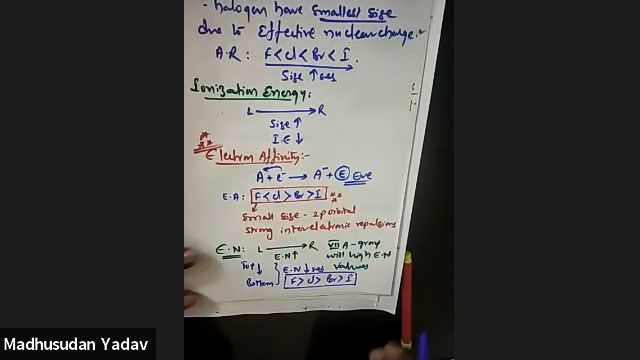 - halogen have smallest size
due to Effective nuclear charge.
A.R: F < Cl < Br < I.
Size ↑ses
Ionization Energy:
L → R
Size ↑
I.E ↓
Electron Affinity:-
A + e⁻ → A⁻ + E
E.A: F < Cl > Br > I
Small size - 2p orbital
strong interelectronic repulsions
E.N: L → R VII A-group
E.N ↑ will high E.N
Top ↓ E.N ↓ses values
Bottom F > Cl > Br > I
Madhusudan Yadav